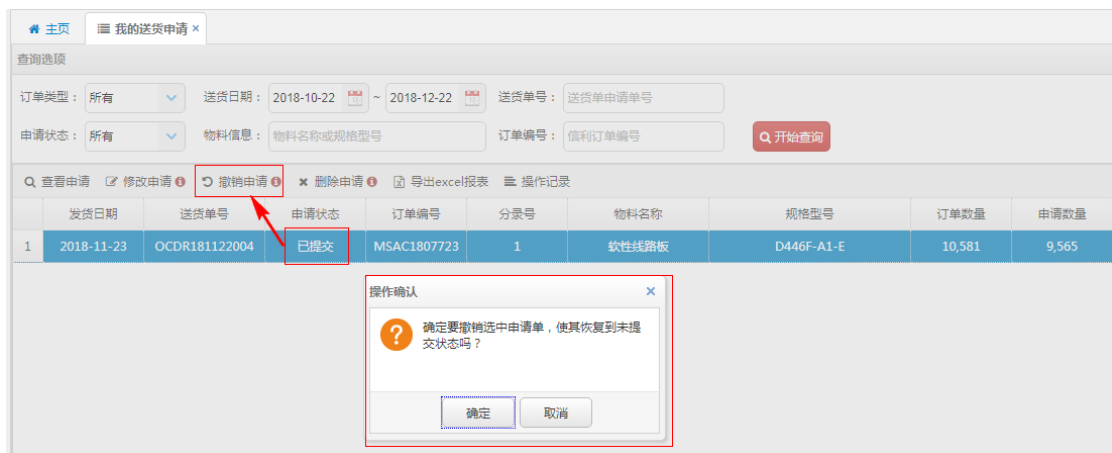 主页 我的送货申请 ×
查询选项
订单类型： 所有 送货日期： 2018-10-22 ~ 2018-12-22 送货单号： 送货单申请单号
申请状态： 所有 物料信息： 物料名称或规格型号 订单编号： 信利订单编号 开始查询
查看申请 修改申请 撤销申请 删除申请 导出excel报表 操作记录
发货日期 送货单号 申请状态 订单编号 分录号 物料名称 规格型号 订单数量 申请数量
1 2018-11-23 OCDR181122004 已提交 MSAC1807723 1 软性线路板 D446F-A1-E 10,581 9,565
操作确认 ×
确定要撤销选中申请单，使其恢复到未提
交状态吗？
确定 取消